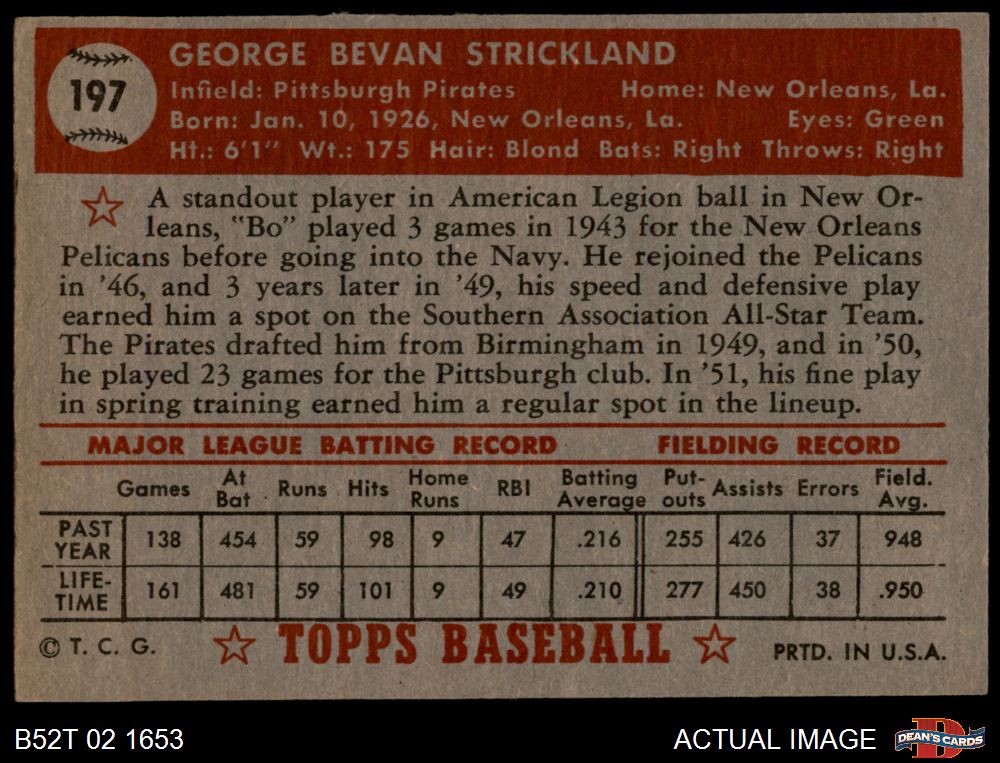 197
GEORGE BEVAN STRICKLAND
Infield: Pittsburgh Pirates Home: New Orleans, La.
Born: Jan. 10, 1926, New Orleans, La. Eyes: Green
Ht.: 6'1" Wt.: 175 Hair: Blond Bats: Right Throws: Right
A standout player in American Legion ball in New Or-
leans, "Bo" played 3 games in 1943 for the New Orleans
Pelicans before going into the Navy. He rejoined the Pelicans
in '46, and 3 years later in '49, his speed and defensive play
earned him a spot on the Southern Association All-Star Team.
The Pirates drafted him from Birmingham in 1949, and in '50,
he played 23 games for the Pittsburgh club. In '51, his fine play
in spring training earned him a regular spot in the lineup.
MAJOR LEAGUE BATTING RECORD FIELDING RECORD
Games At Bat Runs Hits Home Runs RBI Batting Average Put-outs Assists Errors Field. Avg.
PAST YEAR 138 454 59 98 9 47 .216 255 426 37 948
LIFE-TIME 161 481 59 101 9 49 .210 277 450 38 .950
© T. C. G. TOPPS BASEBALL PRTD. IN U.S.A.
B52T 02 1653 ACTUAL IMAGE DEAN'S CARDS